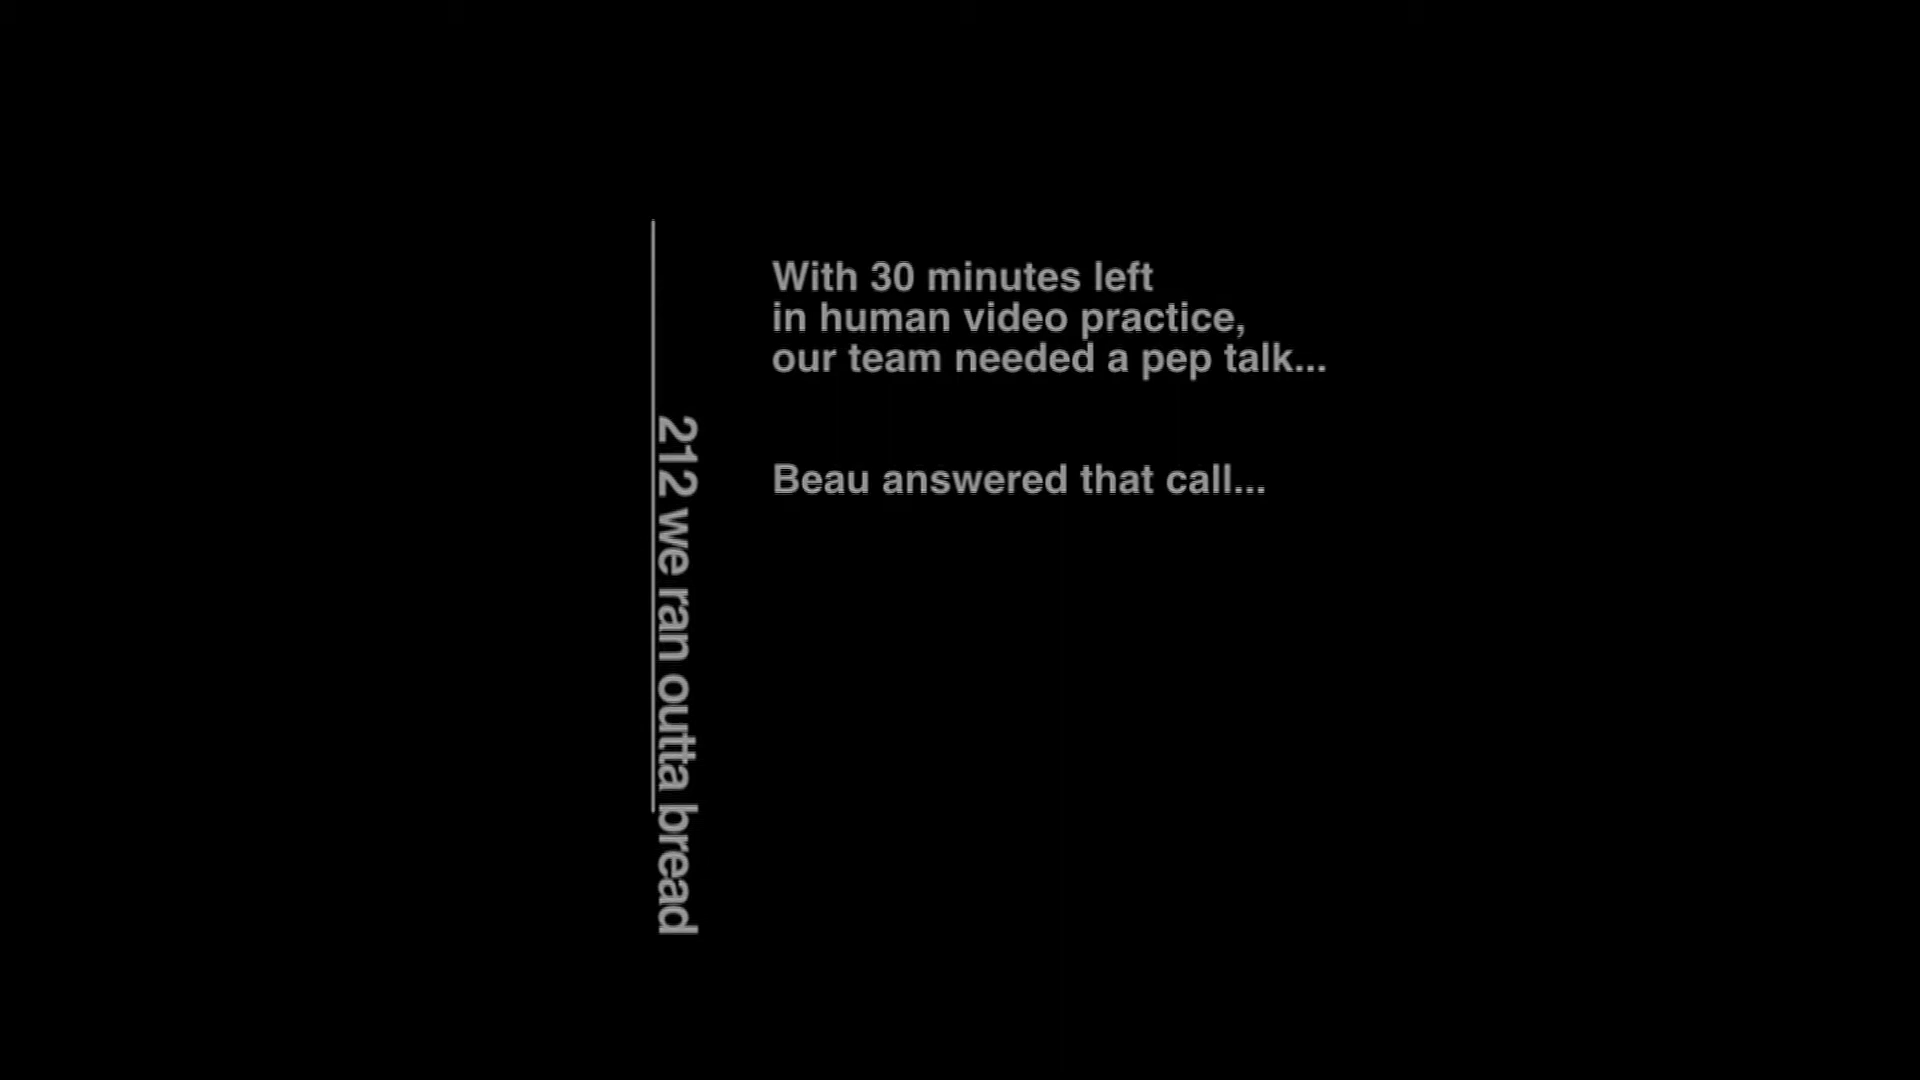 With 30 minutes left
in human video practice,
our team needed a pep talk...
Beau answered that call...
212 we ran outta bread